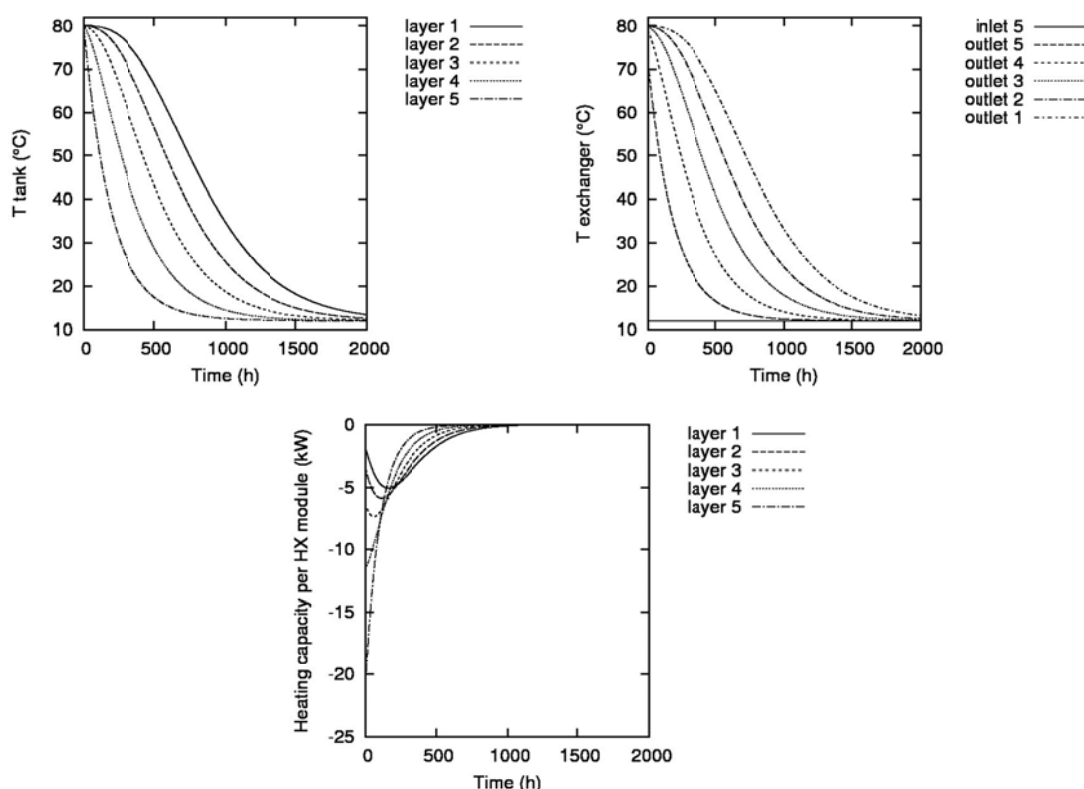 T tank (°C)
80
70
60
50
40
30
20
10
0 500 1000 1500 2000
Time (h)
layer 1
layer 2
layer 3
layer 4
layer 5
T exchanger (°C)
80
70
60
50
40
30
20
10
0 500 1000 1500 2000
Time (h)
inlet 5
outlet 5
outlet 4
outlet 3
outlet 2
outlet 1
Heating capacity per HX module (kW)
0
-5
-10
-15
-20
-25
0 500 1000 1500 2000
Time (h)
layer 1
layer 2
layer 3
layer 4
layer 5